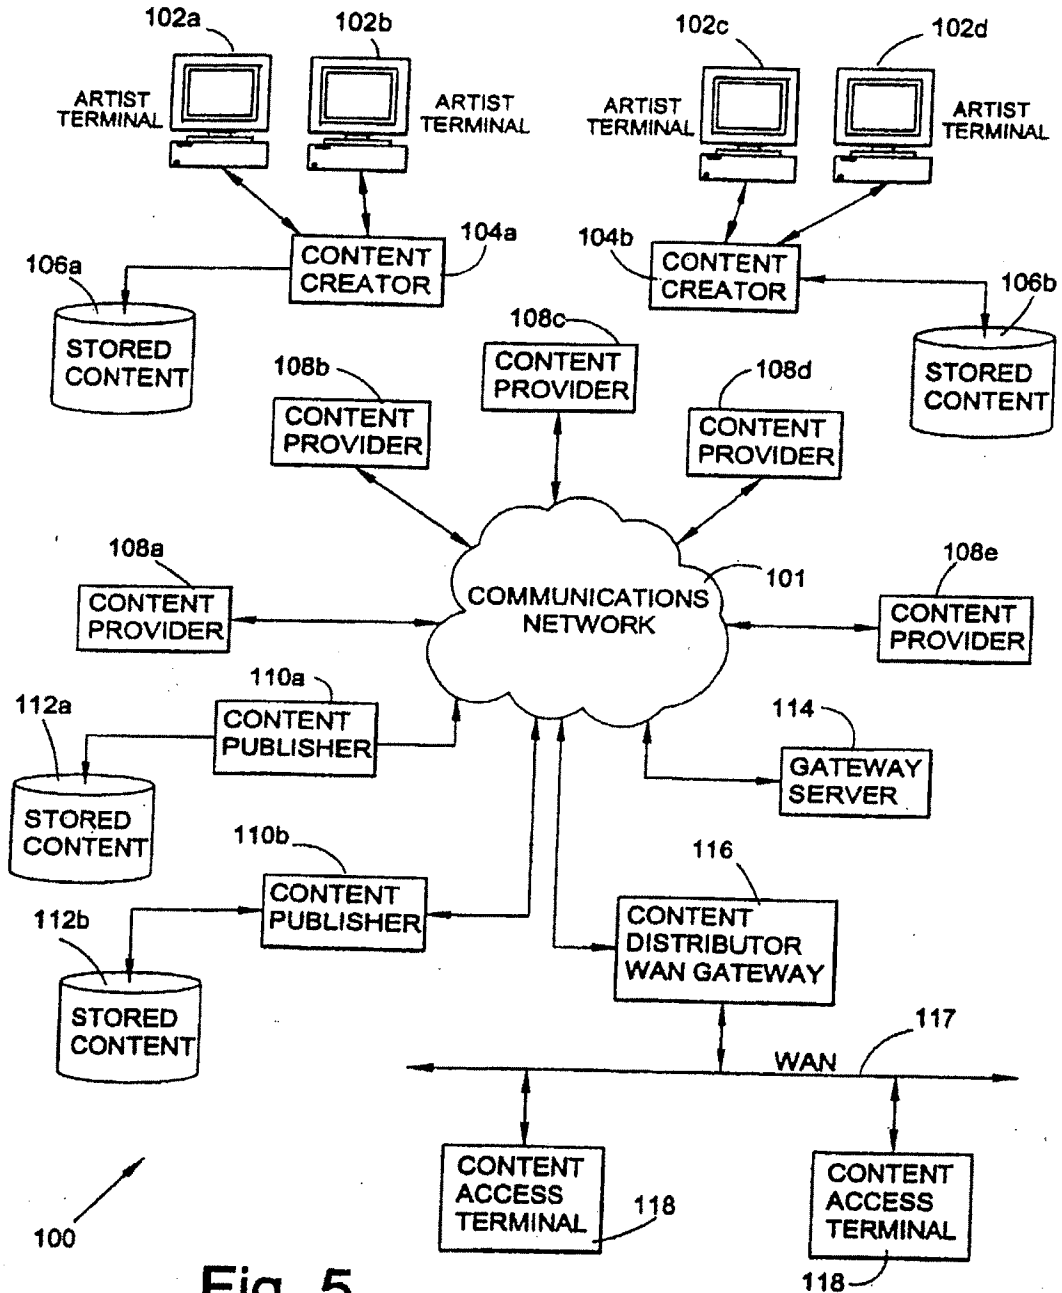 102a
102b
102c
102d
ARTIST
TERMINAL
ARTIST
TERMINAL
ARTIST
TERMINAL
ARTIST
TERMINAL
104a
CONTENT
CREATOR
104b
CONTENT
CREATOR
106a
STORED
CONTENT
106b
STORED
CONTENT
108c
CONTENT
PROVIDER
108b
CONTENT
PROVIDER
108d
CONTENT
PROVIDER
108a
CONTENT
PROVIDER
101
COMMUNICATIONS
NETWORK
108e
CONTENT
PROVIDER
110a
CONTENT
PUBLISHER
112a
STORED
CONTENT
114
GATEWAY
SERVER
110b
CONTENT
PUBLISHER
112b
STORED
CONTENT
116
CONTENT
DISTRIBUTOR
WAN GATEWAY
117
WAN
CONTENT
ACCESS
TERMINAL
118
CONTENT
ACCESS
TERMINAL
118
100
Fig. 5